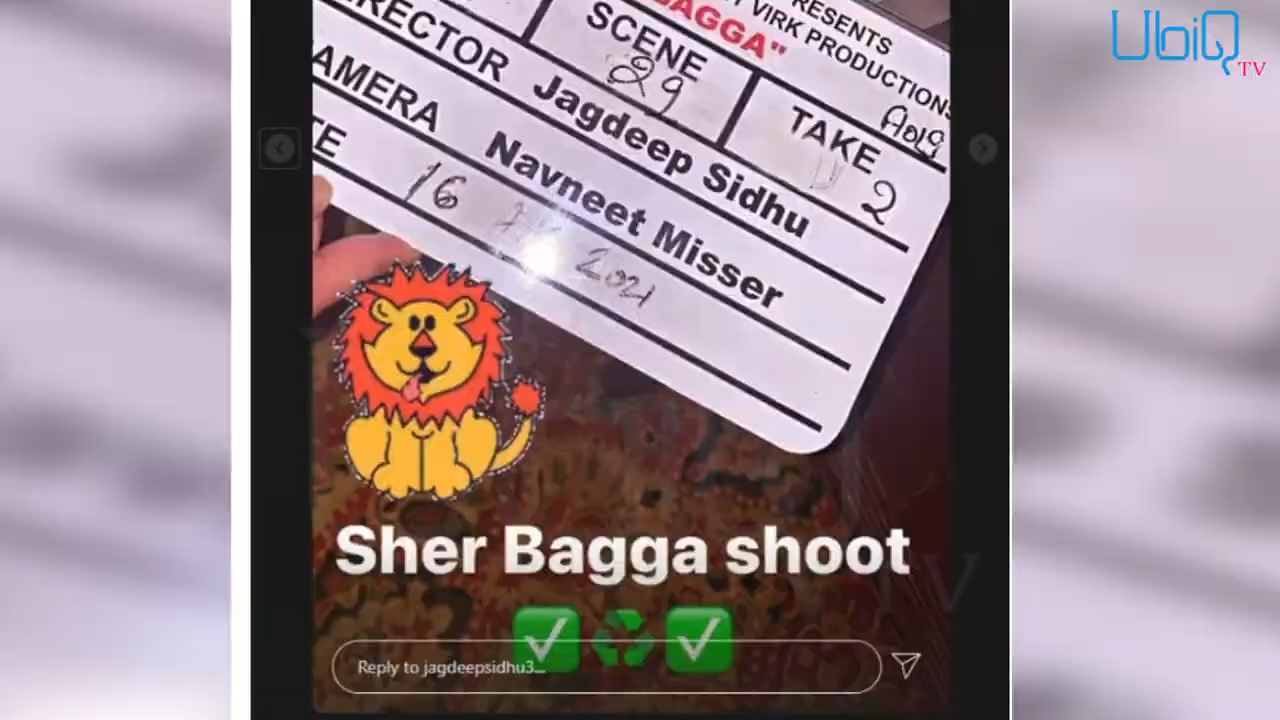 UbiQ
TV
RESENTS
VIRK PRODUCTIONS
BAGGA"
SCENE
29
TAKE
2
RECTOR Jagdeep Sidhu
AMERA Navneet Misser
TE 16 2021
Sher Bagga shoot
Reply to jagdeepsidhu3...